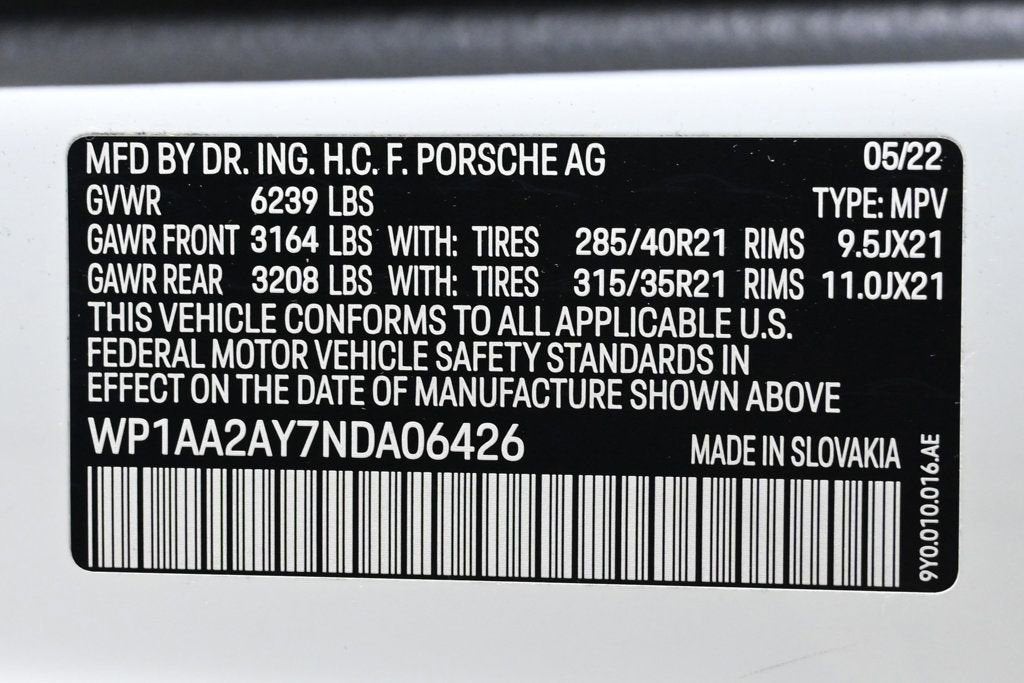 MFD BY DR. ING. H.C. F. PORSCHE AG 05/22
GVWR 6239 LBS TYPE: MPV
GAWR FRONT 3164 LBS WITH: TIRES 285/40R21 RIMS 9.5JX21
GAWR REAR 3208 LBS WITH: TIRES 315/35R21 RIMS 11.0JX21
THIS VEHICLE CONFORMS TO ALL APPLICABLE U.S.
FEDERAL MOTOR VEHICLE SAFETY STANDARDS IN
EFFECT ON THE DATE OF MANUFACTURE SHOWN ABOVE
WP1AA2AY7NDA06426 MADE IN SLOVAKIA
9Y0.010.016.AE